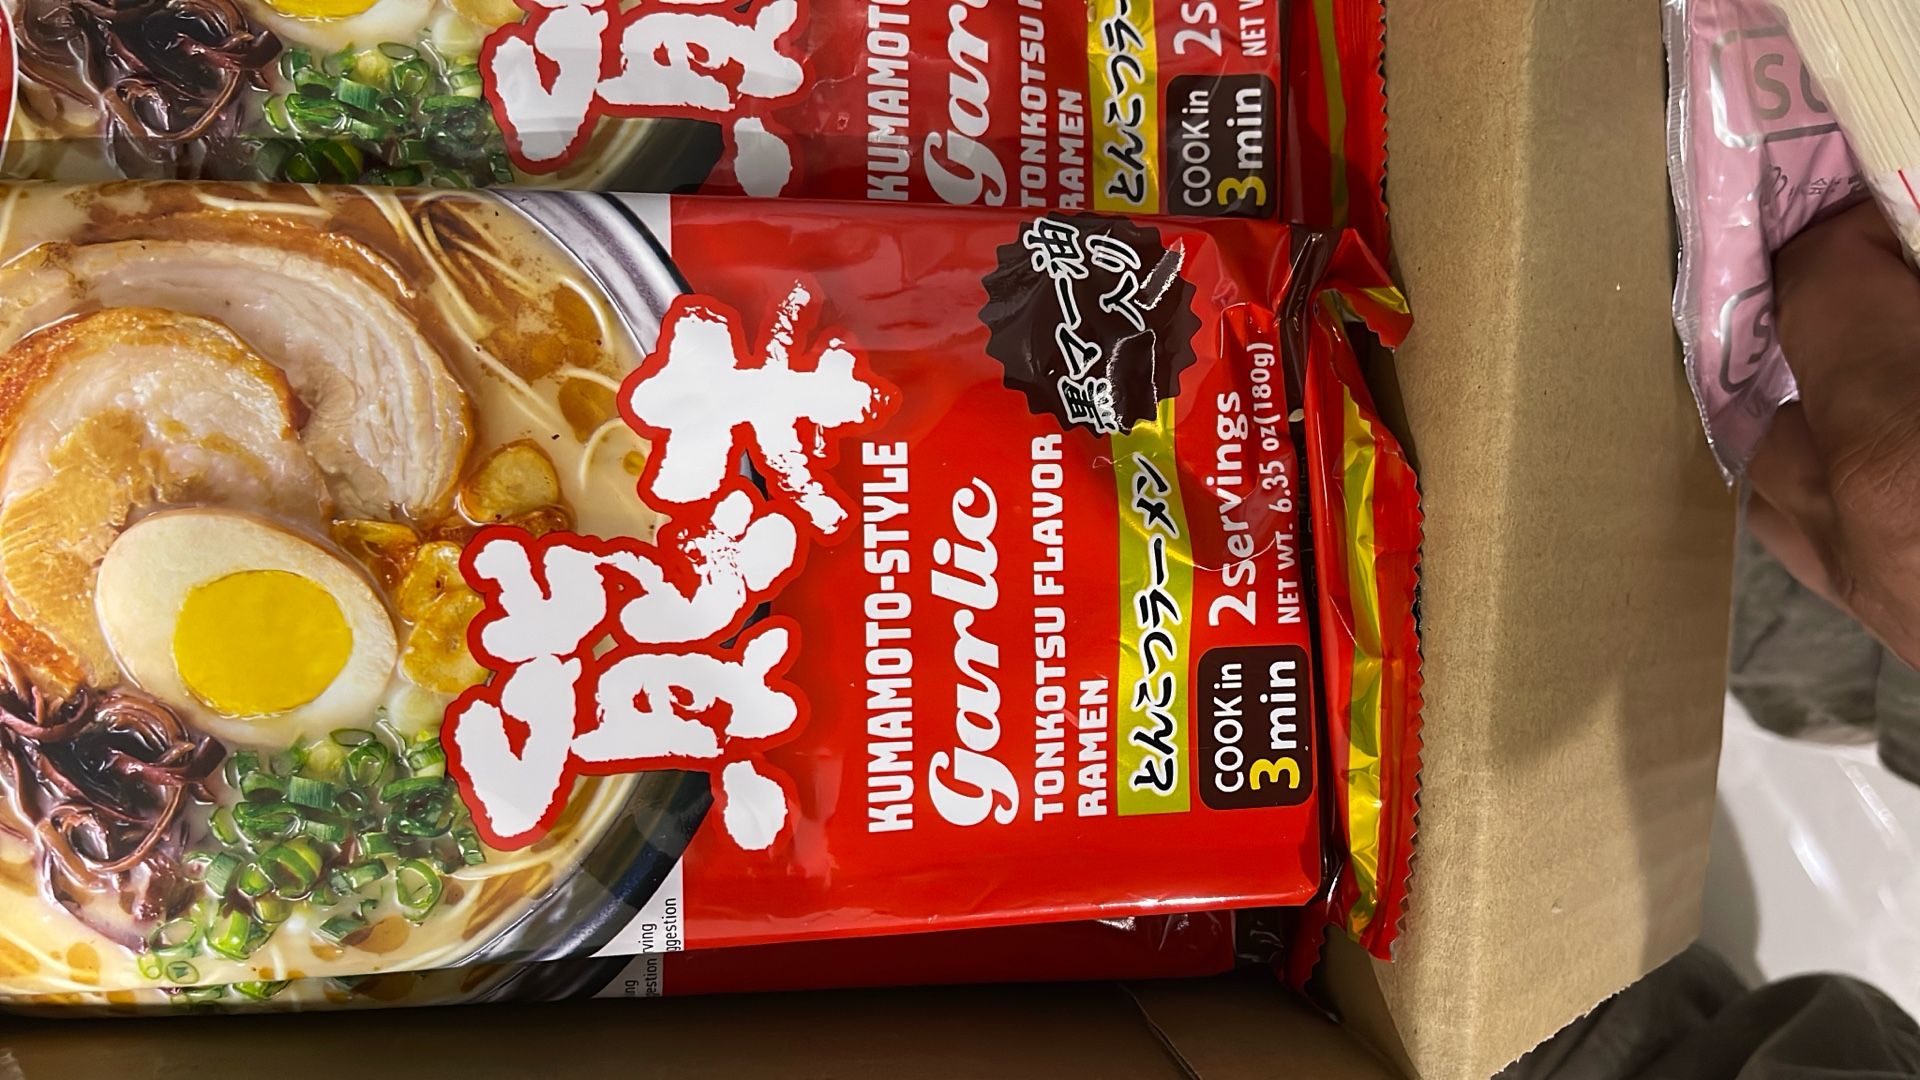 熊本
KUMAMOTO-STYLE
Garlic
TONKOTSU FLAVOR
RAMEN
黒マー油
入り
とんこつラーメン
COOK in
3 min
2 Servings
NET WT. 6.35 oz (180g)
KUMAMOTO
TONKOTSU
RAMEN
とんこつラー
COOK in
3 min
NET